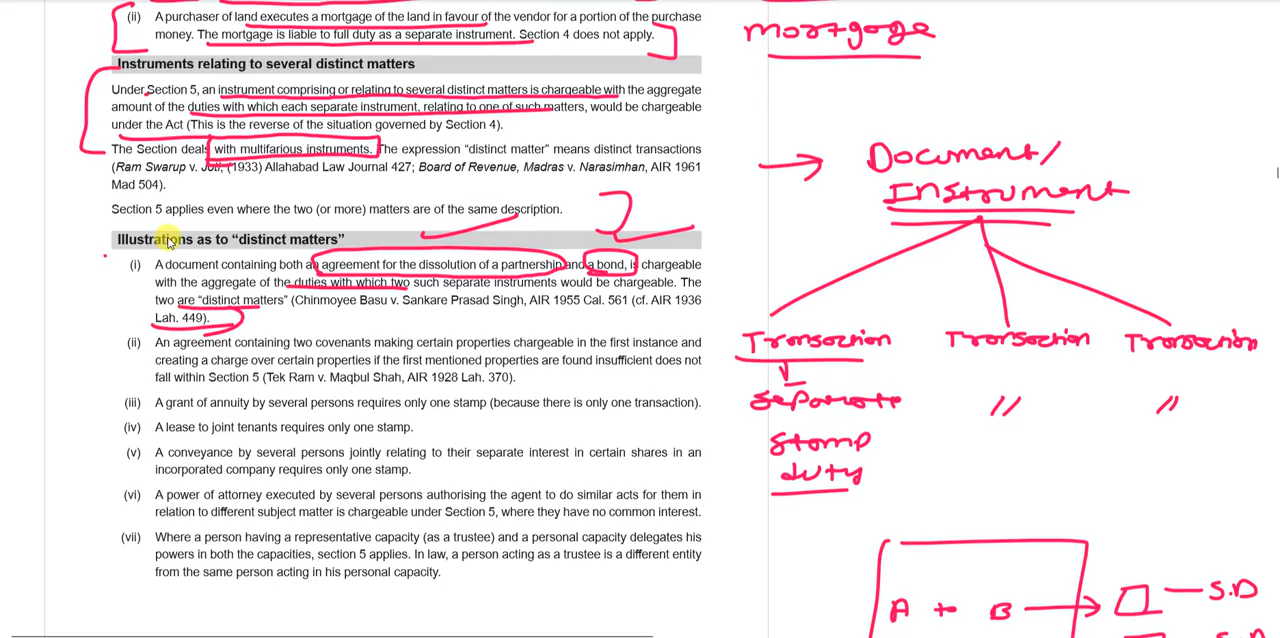 (ii) A purchaser of land executes a mortgage of the land in favour of the vendor for a portion of the purchase
money. The mortgage is liable to full duty as a separate instrument. Section 4 does not apply.
mortgage
Instruments relating to several distinct matters
Under Section 5, an instrument comprising or relating to several distinct matters is chargeable with the aggregate
amount of the duties with which each separate instrument, relating to one of such matters, would be chargeable
under the Act (This is the reverse of the situation governed by Section 4).
The Section deals with multifarious instruments. The expression “distinct matter” means distinct transactions
(Ram Swarup v. (1933) Allahabad Law Journal 427; Board of Revenue, Madras v. Narasimhan, AIR 1961
Mad 504).
Section 5 applies even where the two (or more) matters are of the same description.
Document/
Instrument
Illustrations as to “distinct matters”
(i) A document containing both an agreement for the dissolution of a partnership and a bond, is chargeable
with the aggregate of the duties with which two such separate instruments would be chargeable. The
two are “distinct matters” (Chinmoyee Basu v. Sankare Prasad Singh, AIR 1955 Cal. 561 (cf. AIR 1936
Lah. 449).
(ii) An agreement containing two covenants making certain properties chargeable in the first instance and
creating a charge over certain properties if the first mentioned properties are found insufficient does not
fall within Section 5 (Tek Ram v. Maqbul Shah, AIR 1928 Lah. 370).
(iii) A grant of annuity by several persons requires only one stamp (because there is only one transaction).
(iv) A lease to joint tenants requires only one stamp.
(v) A conveyance by several persons jointly relating to their separate interest in certain shares in an
incorporated company requires only one stamp.
(vi) A power of attorney executed by several persons authorising the agent to do similar acts for them in
relation to different subject matter is chargeable under Section 5, where they have no common interest.
(vii) Where a person having a representative capacity (as a trustee) and a personal capacity delegates his
powers in both the capacities, section 5 applies. In law, a person acting as a trustee is a different entity
from the same person acting in his personal capacity.
Transaction Transaction Transaction
Separate " "
Stamp
duty
A + B S.D